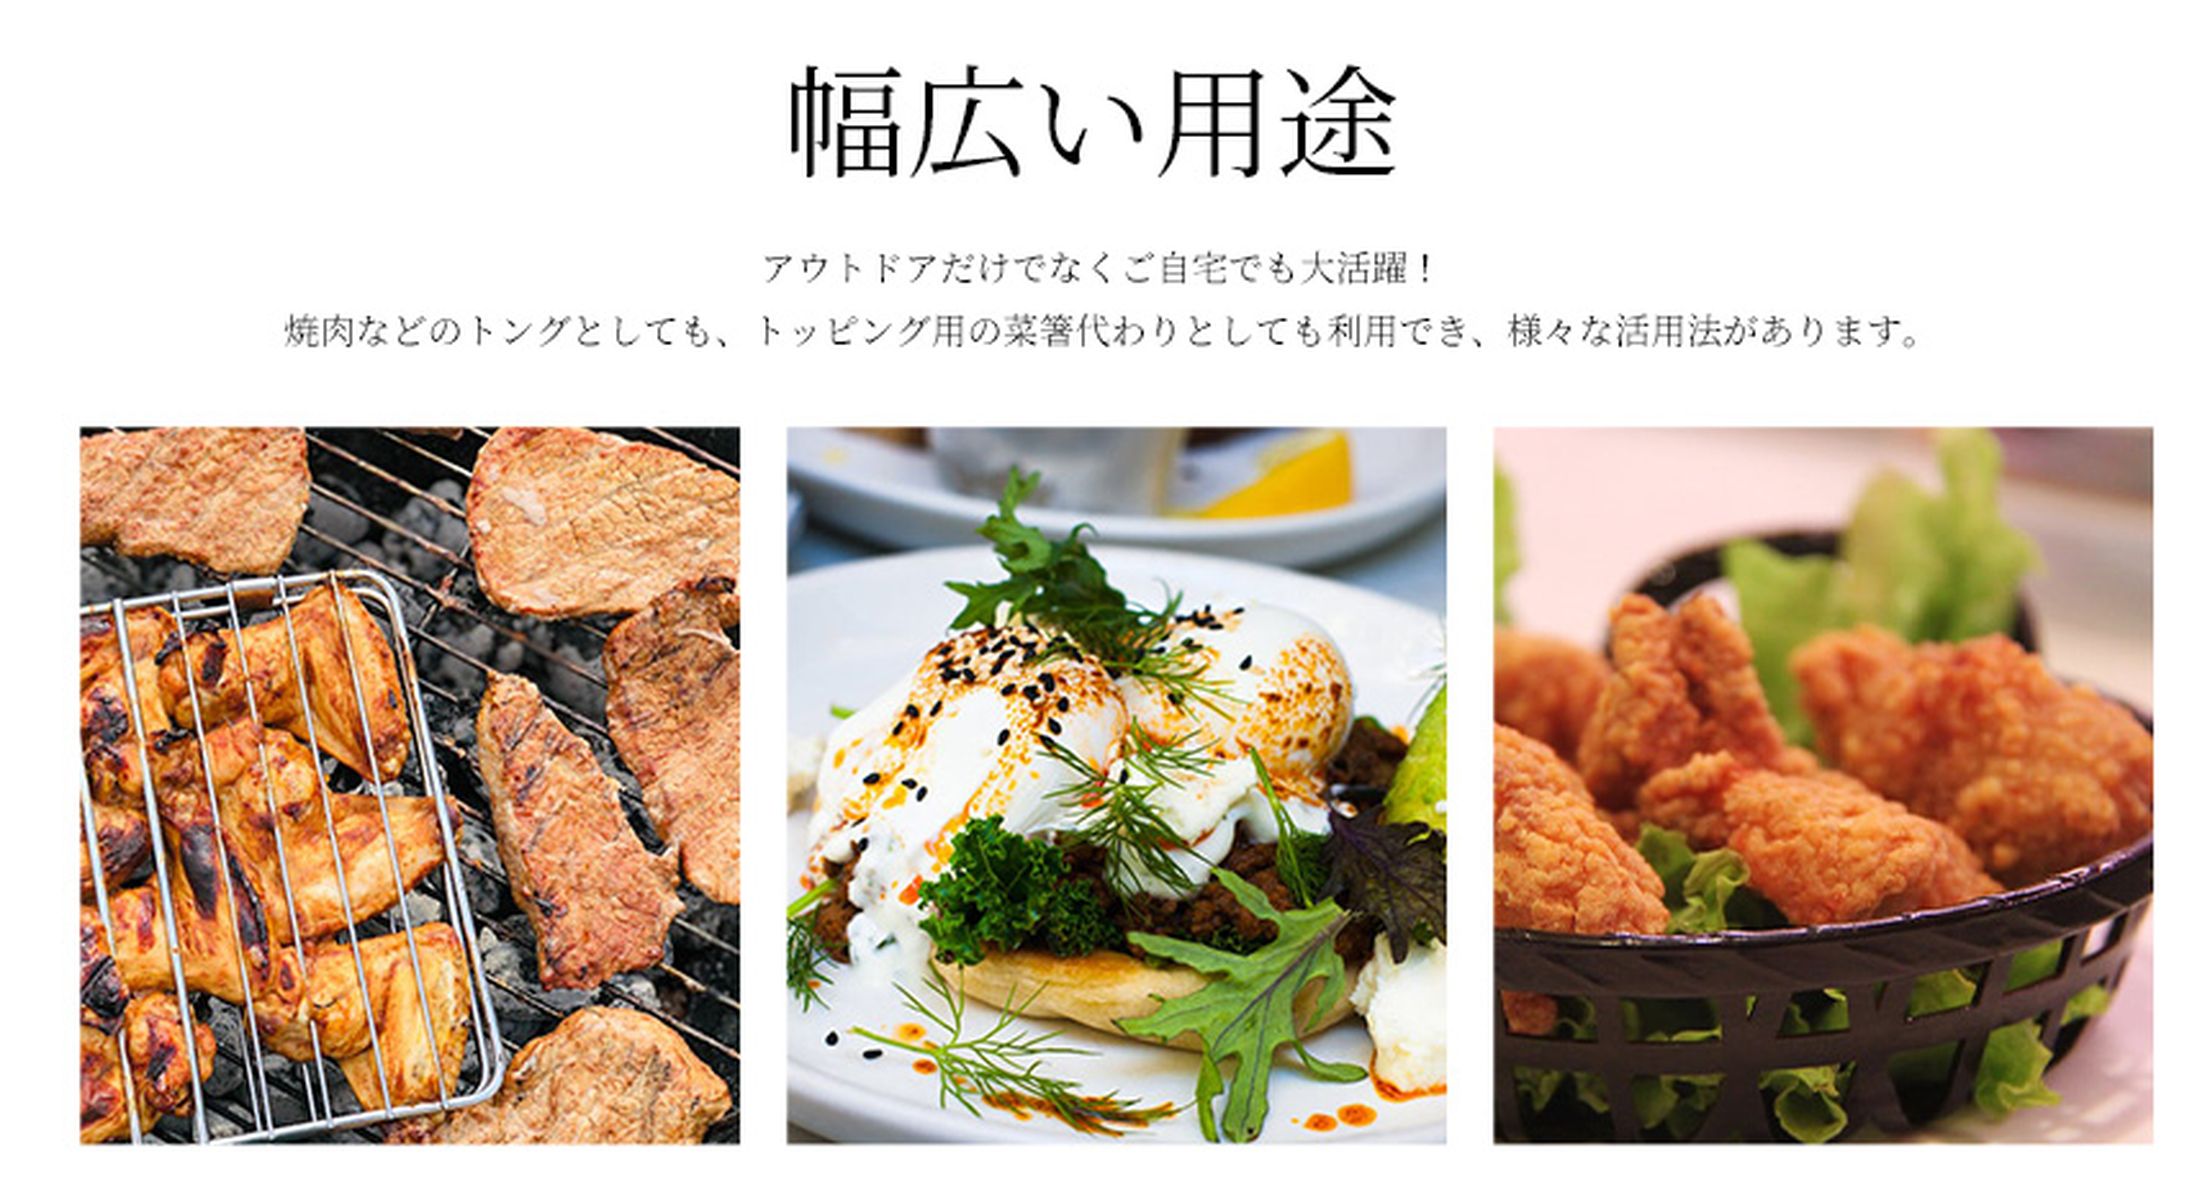 幅広い用途
アウトドアだけでなくご自宅でも大活躍！
焼肉などのトングとしても、トッピング用の菜箸代わりとしても利用でき、様々な活用法があります。